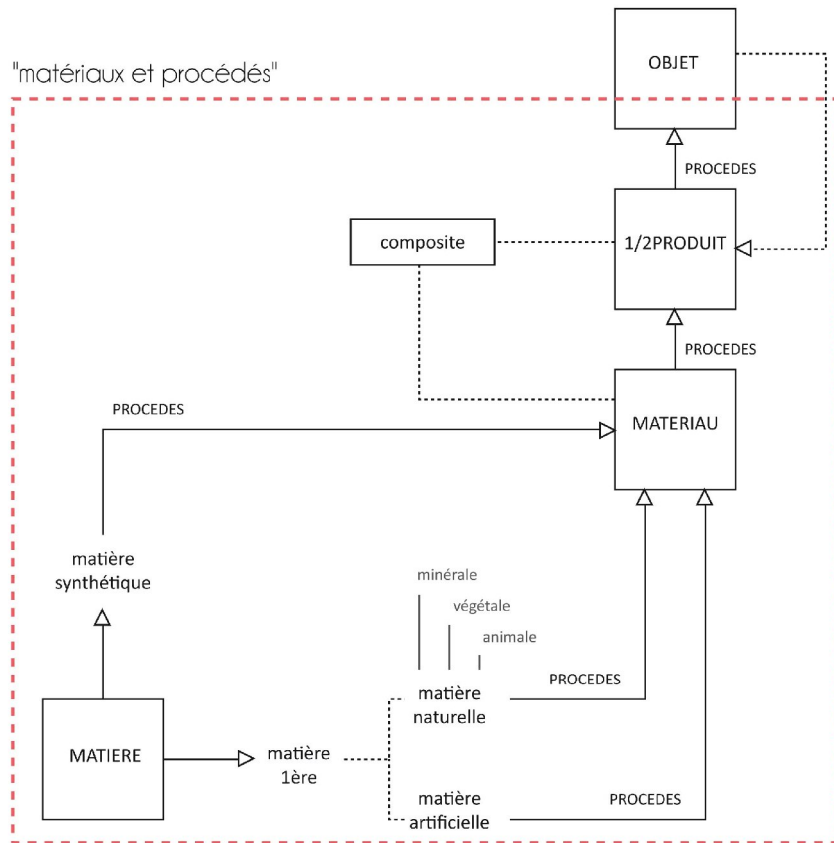 "matériaux et procédés"
OBJET
PROCEDES
composite
1/2PRODUIT
PROCEDES
PROCEDES
MATERIAU
matière
synthétique
minérale
végétale
animale
PROCEDES
matière
naturelle
MATIERE
matière
1ère
matière
artificielle
PROCEDES